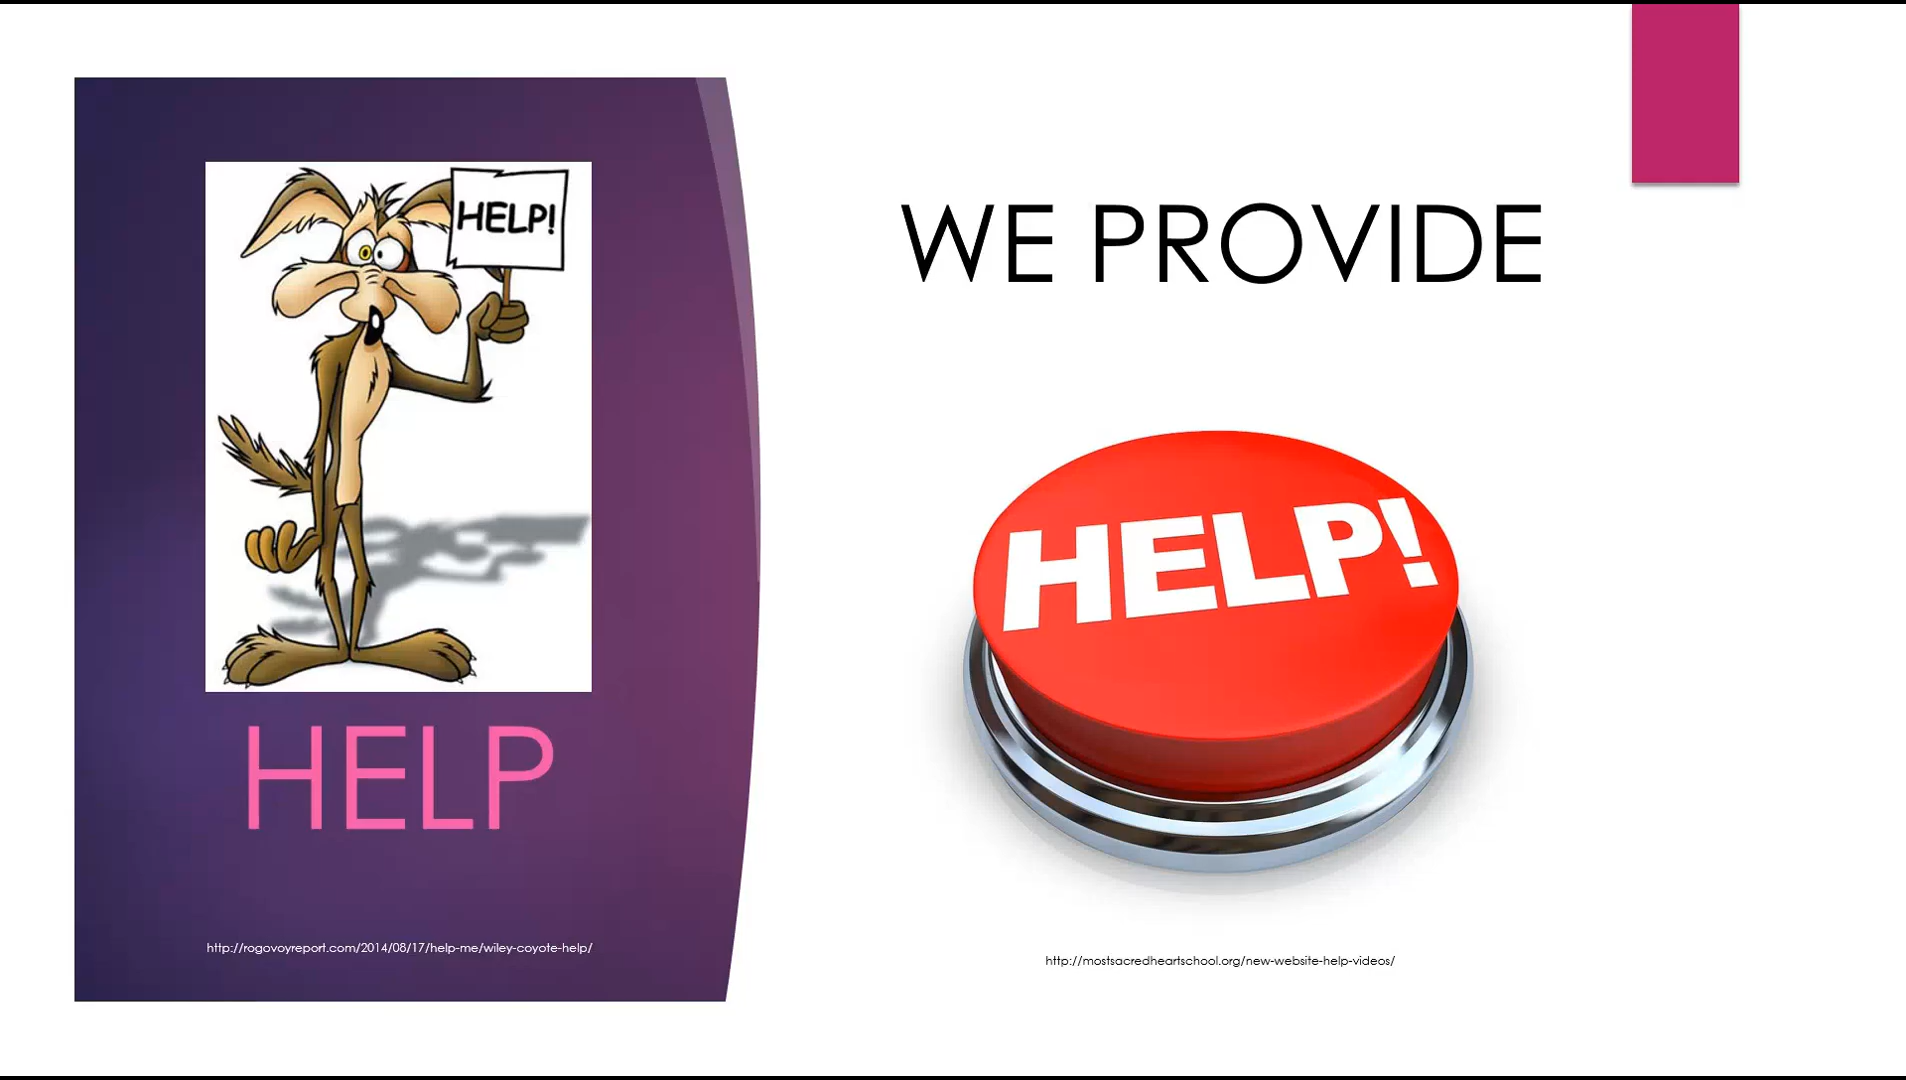 HELP!
HELP
http://rogovoyreport.com/2014/08/17/help-me/wiley-coyote-help/
WE PROVIDE
HELP!
http://mostsacredheartschool.org/new-website-help-videos/